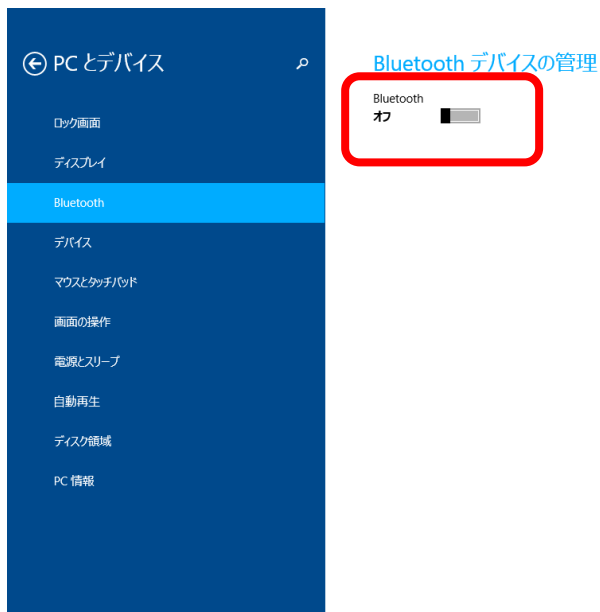 PC とデバイス
ロック画面
ディスプレイ
Bluetooth
デバイス
マウスとタッチパッド
画面の操作
電源とスリープ
自動再生
ディスク領域
PC 情報
Bluetooth デバイスの管理
Bluetooth
オフ